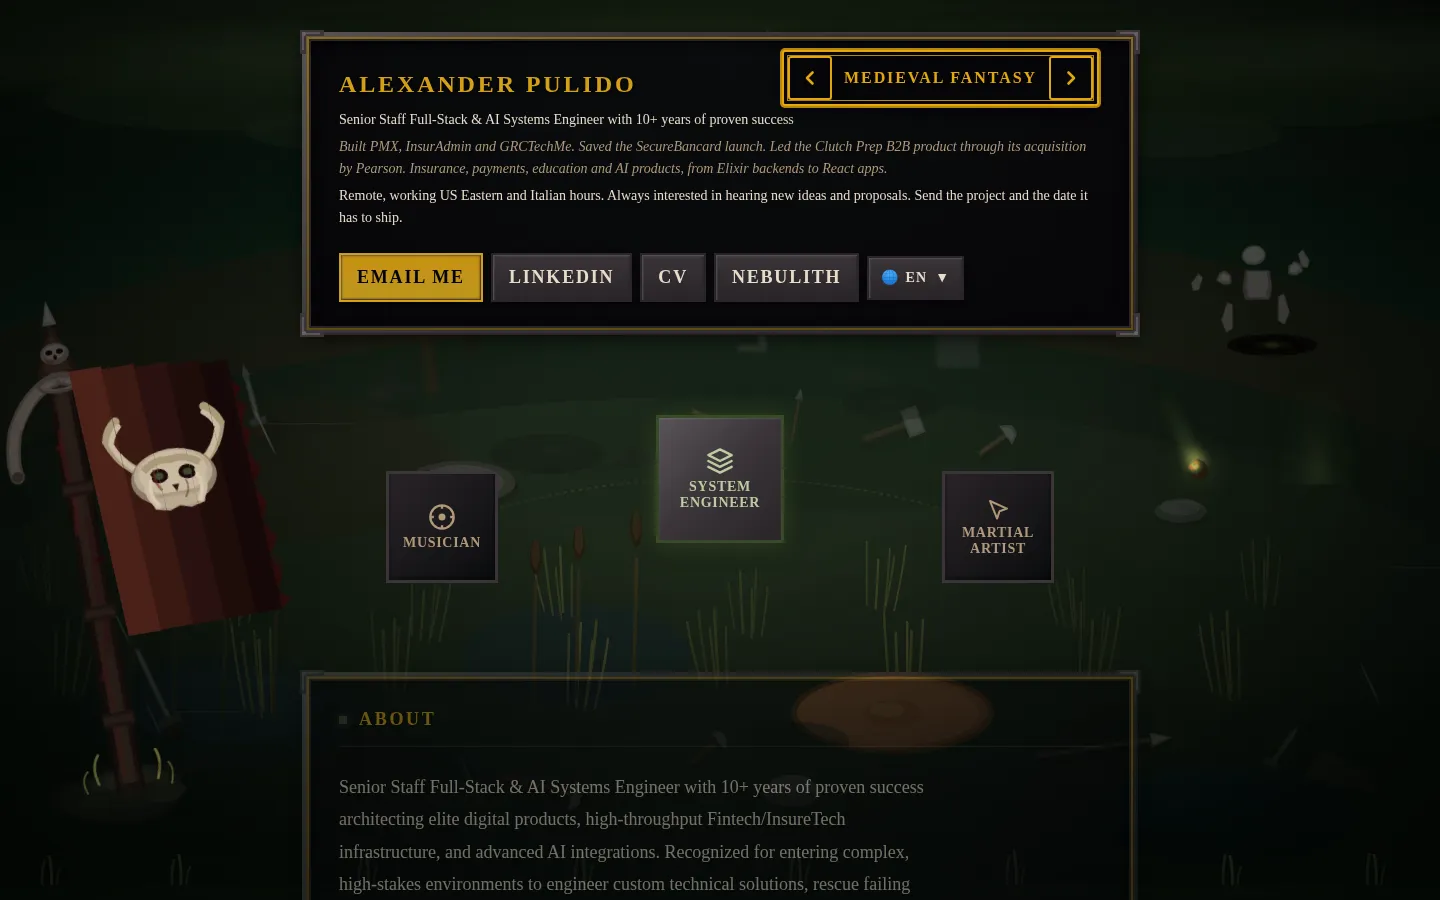 ALEXANDER PULIDO
MEDIEVAL FANTASY
Senior Staff Full-Stack & AI Systems Engineer with 10+ years of proven success
Built PMX, InsurAdmin and GRCTechMe. Saved the SecureBancard launch. Led the Clutch Prep B2B product through its acquisition
by Pearson. Insurance, payments, education and AI products, from Elixir backends to React apps.
Remote, working US Eastern and Italian hours. Always interested in hearing new ideas and proposals. Send the project and the date it
has to ship.
EMAIL ME
LINKEDIN
CV
NEBULITH
EN ▼
SYSTEM
ENGINEER
MUSICIAN
MARTIAL
ARTIST
ABOUT
Senior Staff Full-Stack & AI Systems Engineer with 10+ years of proven success
architecting elite digital products, high-throughput Fintech/InsureTech
infrastructure, and advanced AI integrations. Recognized for entering complex,
high-stakes environments to engineer custom technical solutions, rescue failing